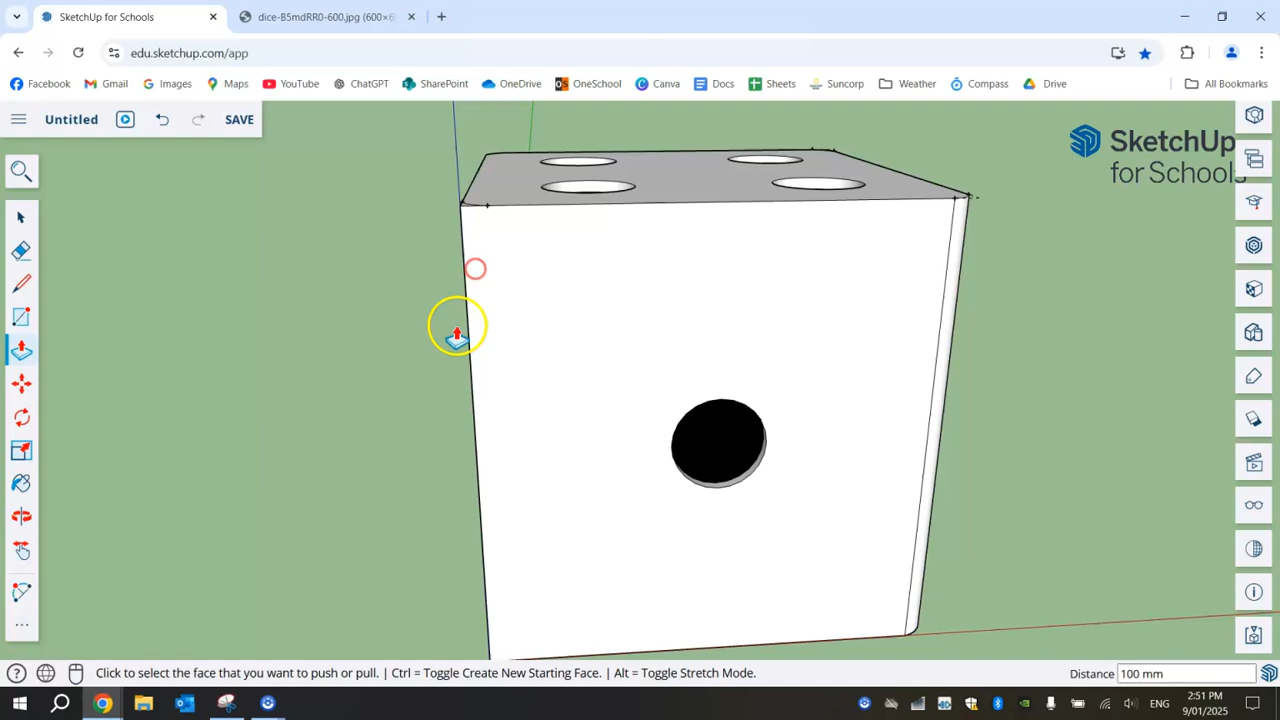 SketchUp for Schools
dice-B5mdRR0-600.jpg (600×6
edu.sketchup.com/app
Facebook
Gmail
Images
Maps
YouTube
ChatGPT
SharePoint
OneDrive
OneSchool
Canva
Docs
Sheets
Suncorp
Weather
Compass
Drive
All Bookmarks
Untitled
SAVE
SketchUp
for Schools
Click to select the face that you want to push or pull. | Ctrl = Toggle Create New Starting Face. | Alt = Toggle Stretch Mode.
Distance
100 mm
ENG
2:51 PM
9/01/2025